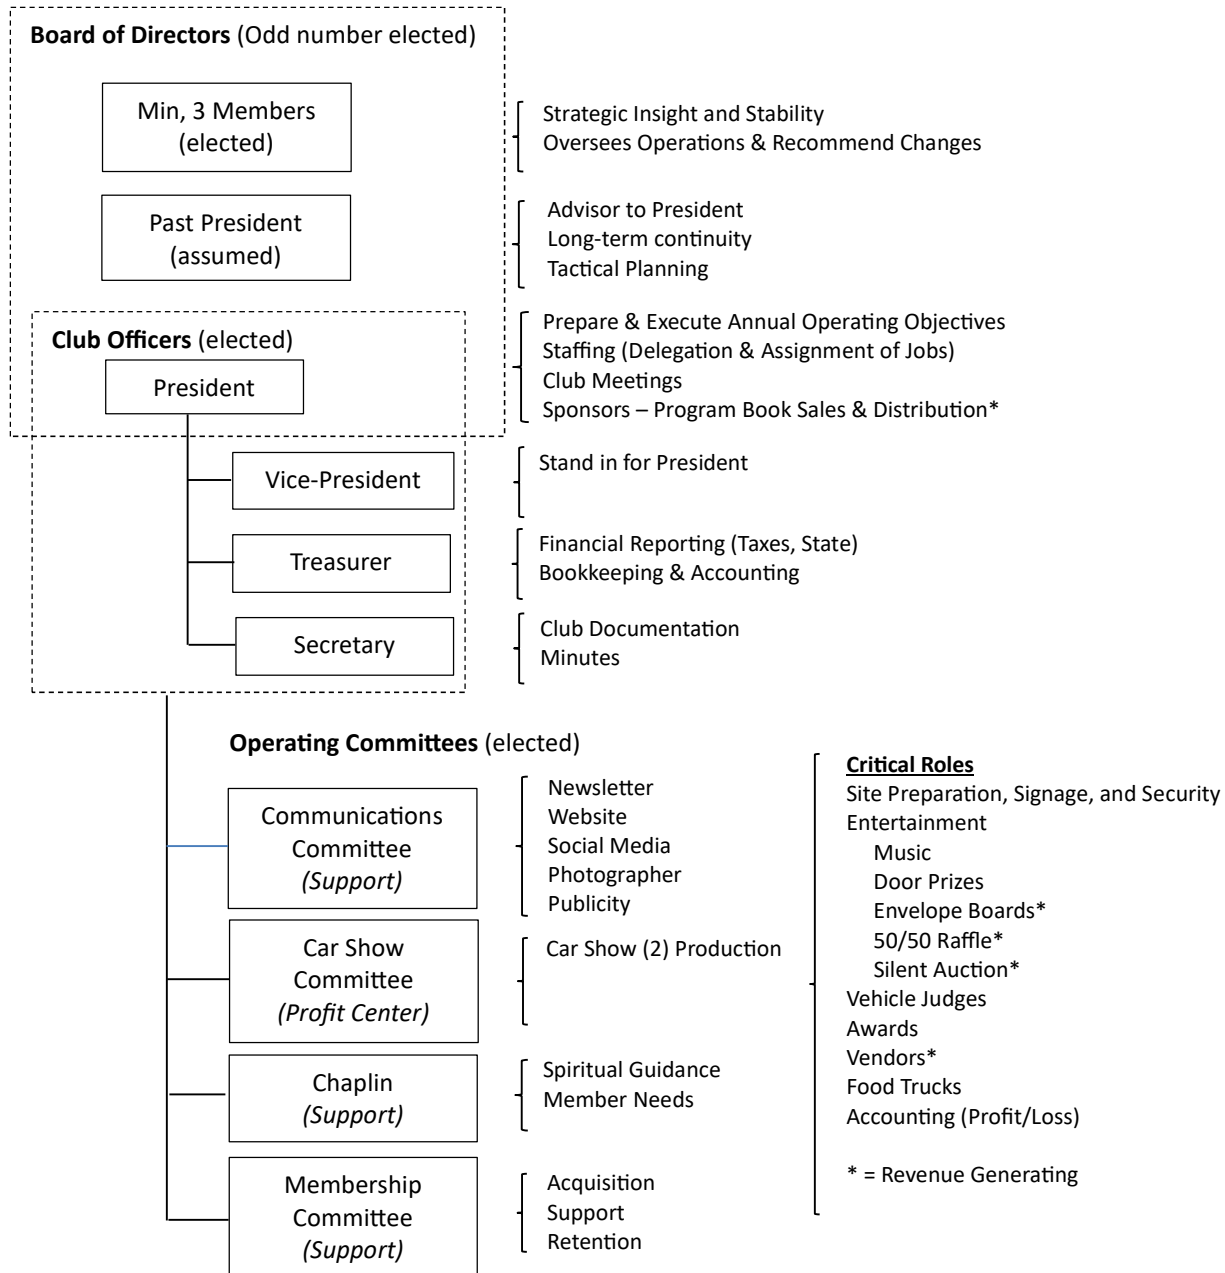 Board of Directors (Odd number elected)
Min, 3 Members
(elected)
Strategic Insight and Stability
Oversees Operations & Recommend Changes
Past President
(assumed)
Advisor to President
Long-term continuity
Tactical Planning
Club Officers (elected)
President
Prepare & Execute Annual Operating Objectives
Staffing (Delegation & Assignment of Jobs)
Club Meetings
Sponsors – Program Book Sales & Distribution*
Vice-President
Stand in for President
Treasurer
Financial Reporting (Taxes, State)
Bookkeeping & Accounting
Secretary
Club Documentation
Minutes
Operating Committees (elected)
Communications
Committee
(Support)
Newsletter
Website
Social Media
Photographer
Publicity
Car Show
Committee
(Profit Center)
Car Show (2) Production
Chaplin
(Support)
Spiritual Guidance
Member Needs
Membership
Committee
(Support)
Acquisition
Support
Retention
Critical Roles
Site Preparation, Signage, and Security
Entertainment
Music
Door Prizes
Envelope Boards*
50/50 Raffle*
Silent Auction*
Vehicle Judges
Awards
Vendors*
Food Trucks
Accounting (Profit/Loss)
* = Revenue Generating